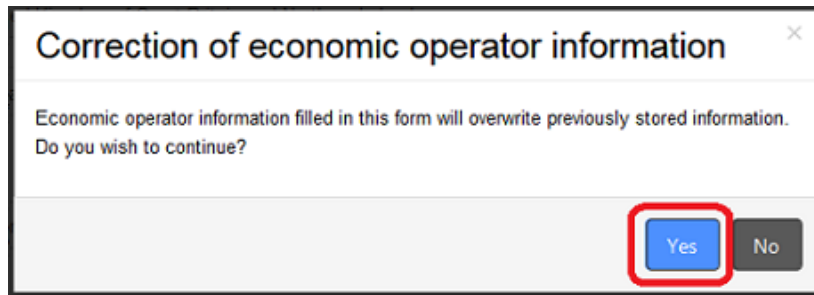 Correction of economic operator information
×
Economic operator information filled in this form will overwrite previously stored information.
Do you wish to continue?
Yes No